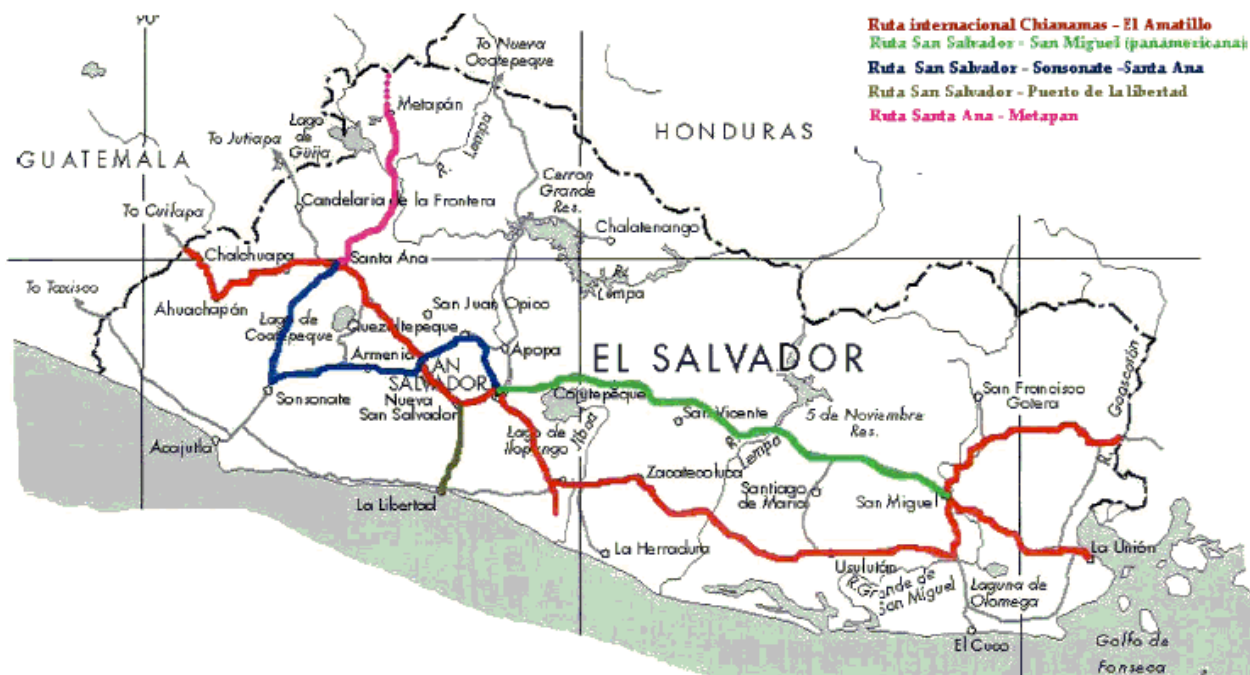 90°
Ruta internacional Chianamas - El Amatillo
Ruta San Salvador - San Miguel (panamericana)
Ruta San Salvador - Sonsonate -Santa Ana
Ruta San Salvador - Puerto de la libertad
Ruta Santa Ana - Metapan
To Nueva
Ocotepeque
Metapán
HONDURAS
To Jutiapa
Lago
de
Güija
R. Lempa
GUATEMALA
Cerron
Grande
Res.
To Cuilapa
Candelaria de la Frontera
Chalatenango
Chalchuapa
Santa Ana
R.
Lempa
To Taxisco
Ahuachapán
San Juan Opico
Lago de
Coatepeque
Quezaltepeque
Apopa
Armenia
EL SALVADOR
AN
SALVADOR
Cojutepeque
San Francisco
Gotera
Goascorán
R.
Sonsonate
Nueva
San Salvador
San Vicente
5 de Noviembre
Res.
Acajutla
Lago de
Ilopango
Jiboa
R.
Lempa
Zacatecoluca
Santiago
de Maria
San Miguel
La Libertad
La Herradura
La Unión
Usulután
R. Grande de
San Miguel
Laguna de
Olomega
El Cuco
Golfo de
Fonseca